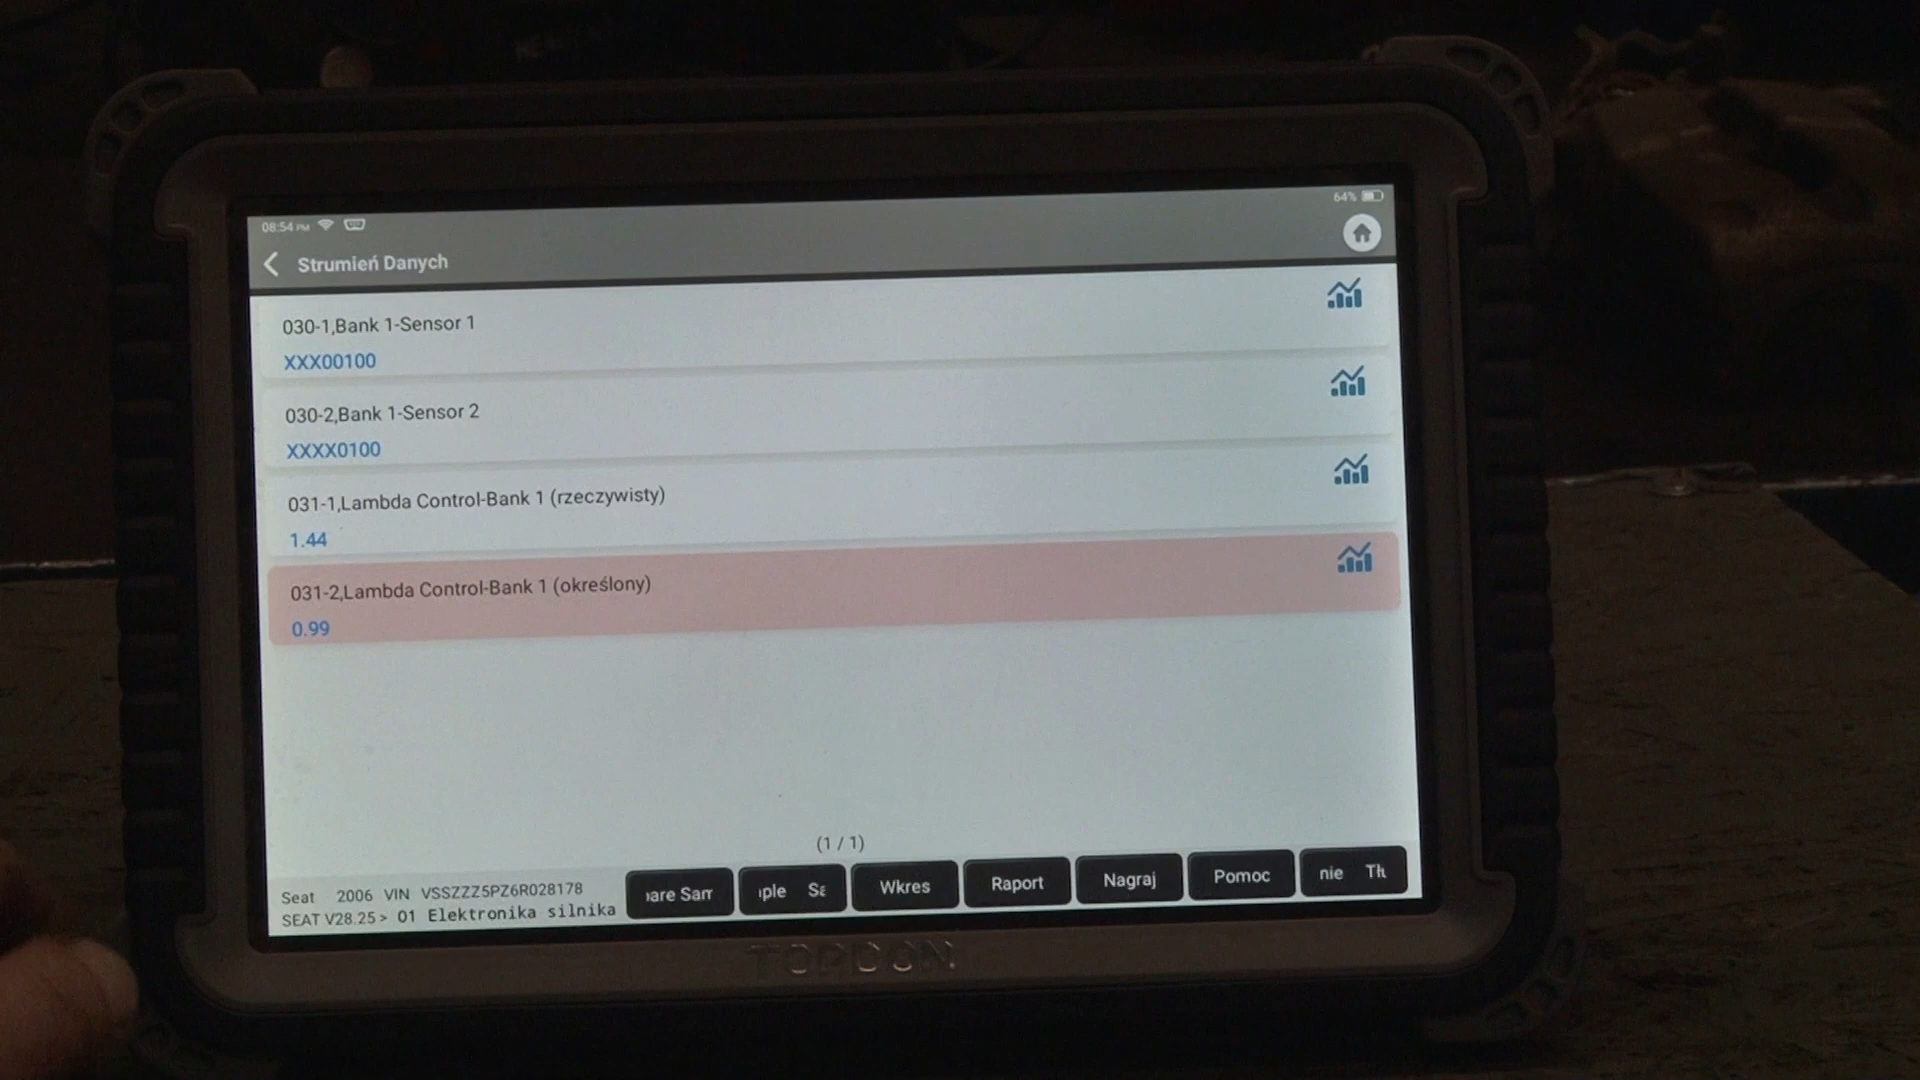 08:54 PM
64%
Strumień Danych
030-1,Bank 1-Sensor 1
XXX00100
030-2,Bank 1-Sensor 2
XXXX0100
031-1,Lambda Control-Bank 1 (rzeczywisty)
1.44
031-2,Lambda Control-Bank 1 (określony)
0.99
(1 / 1)
Seat 2006 VIN VSSZZZ5PZ6R028178
SEAT V28.25 > 01 Elektronika silnika
Wkres
Raport
Nagraj
Pomoc
nie
TOPDON